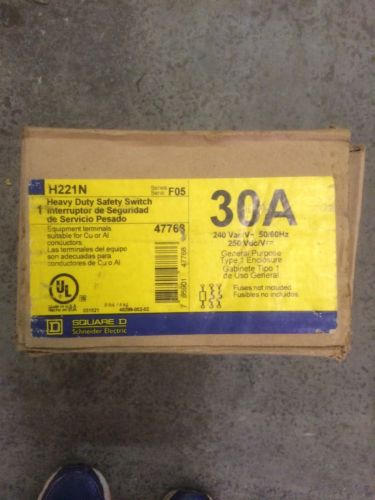 H221N
Series
Serie
F05
1
Heavy Duty Safety Switch
Interruptor de Seguridad
de Servicio Pesado
Equipment terminals
suitable for Cu or Al
conductors.
Las terminales del equipo
son adecuadas para
conductores de Cu o Al
47768
30A
240 Vac/V~ 50/60Hz
250 Vdc/V
General Purpose
Type 1 Enclosure
Gabinete Tipo 1
de Uso General
Fuses not included.
Fusibles no incluidos.
UL
47768
SQUARE D
Schneider Electric